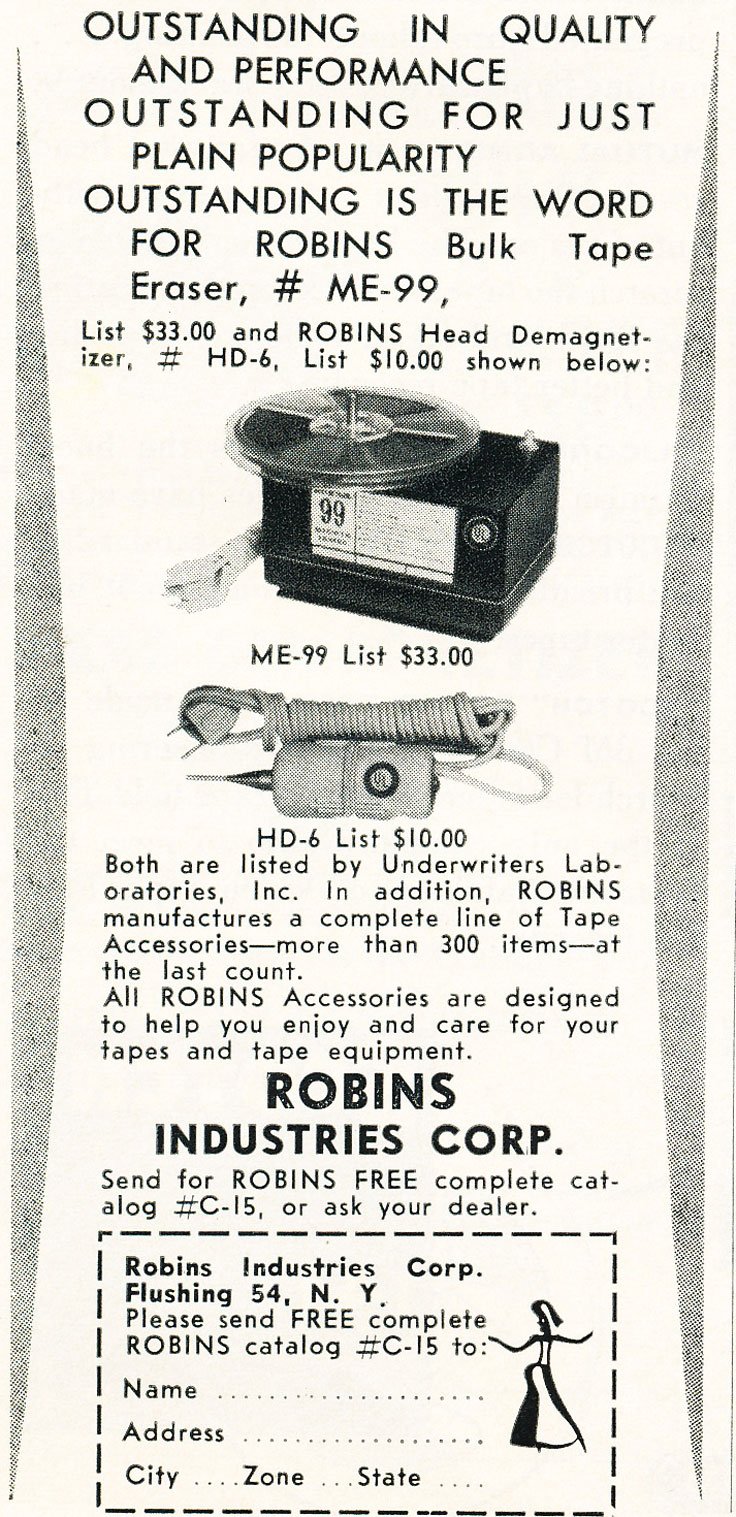 OUTSTANDING IN QUALITY
AND PERFORMANCE
OUTSTANDING FOR JUST
PLAIN POPULARITY
OUTSTANDING IS THE WORD
FOR ROBINS Bulk Tape
Eraser, # ME-99,
List $33.00 and ROBINS Head Demagnet-
izer, # HD-6, List $10.00 shown below:
99
UL
ME-99 List $33.00
UL
HD-6 List $10.00
Both are listed by Underwriters Lab-
oratories, Inc. In addition, ROBINS
manufactures a complete line of Tape
Accessories—more than 300 items—at
the last count.
All ROBINS Accessories are designed
to help you enjoy and care for your
tapes and tape equipment.
ROBINS
INDUSTRIES CORP.
Send for ROBINS FREE complete cat-
alog #C-15, or ask your dealer.
Robins Industries Corp.
Flushing 54, N. Y.
Please send FREE complete
ROBINS catalog #C-15 to:
Name ....................
Address ..................
City ....Zone ...State ....